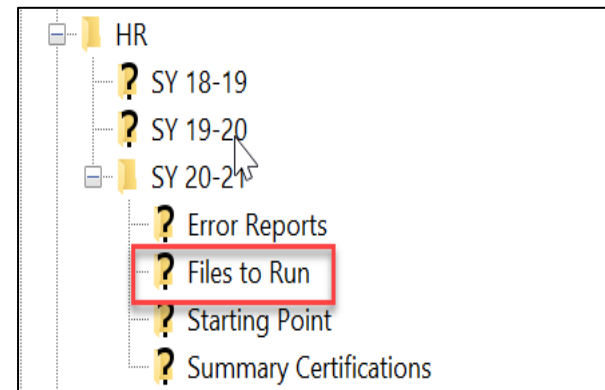 HR
SY 18-19
SY 19-20
SY 20-21
Error Reports
Files to Run
Starting Point
Summary Certifications